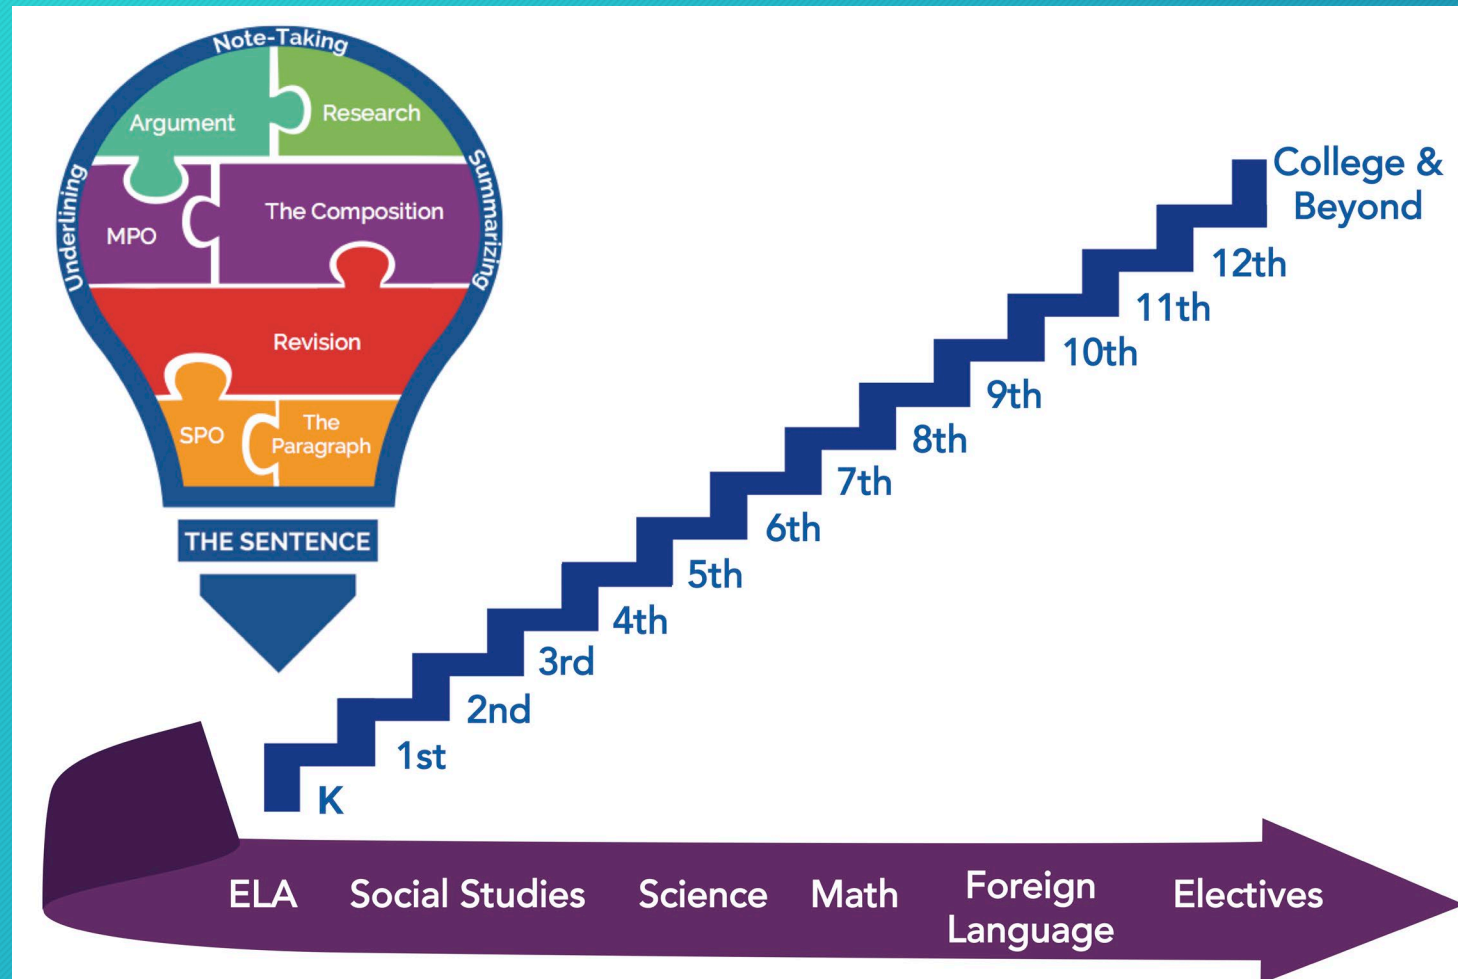 Note-Taking
Underlining
Summarizing
Argument
Research
MPO
The Composition
Revision
SPO
The
Paragraph
THE SENTENCE
College &
Beyond
12th
11th
10th
9th
8th
7th
6th
5th
4th
3rd
2nd
1st
K
ELA
Social Studies
Science
Math
Foreign
Language
Electives